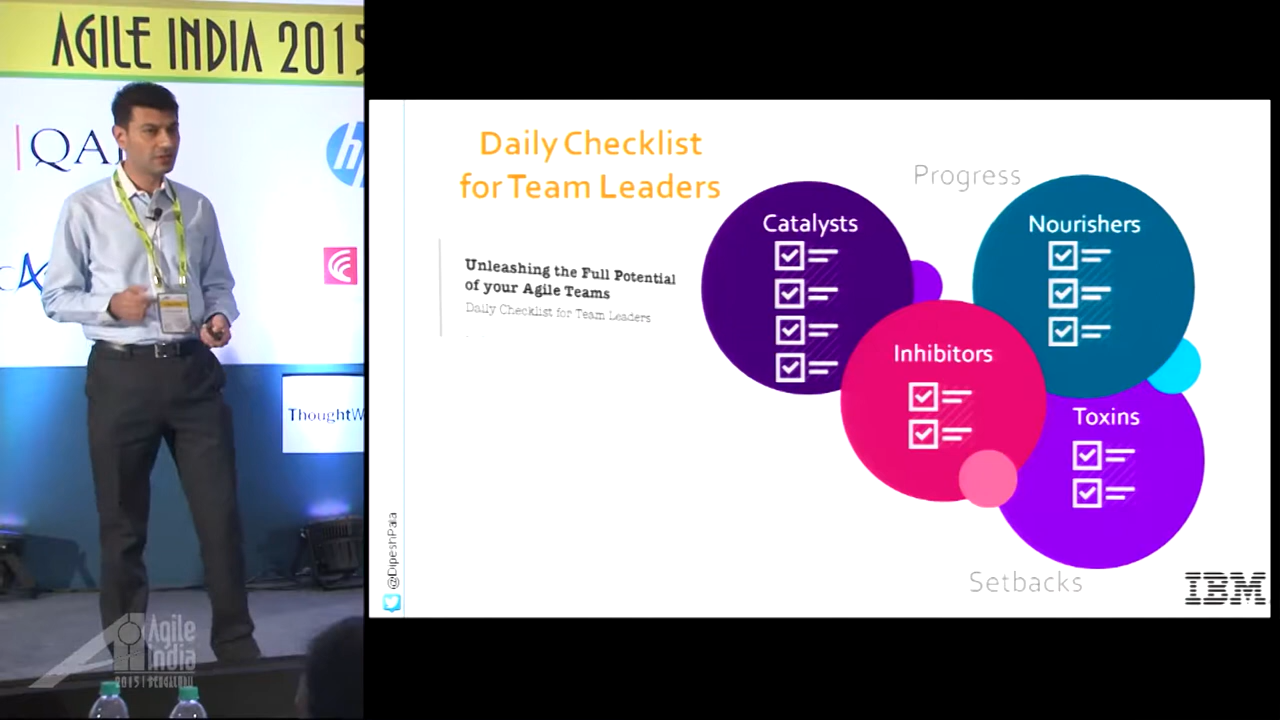 AGILE INDIA 2015
QAI
hp
ThoughtW
Agile
India
2015 | BENGALURU
Daily Checklist
for Team Leaders
Unleashing the Full Potential
of your Agile Teams
Daily Checklist for Team Leaders
Progress
Catalysts
Nourishers
Inhibitors
Toxins
Setbacks
@DipeshPala
IBM